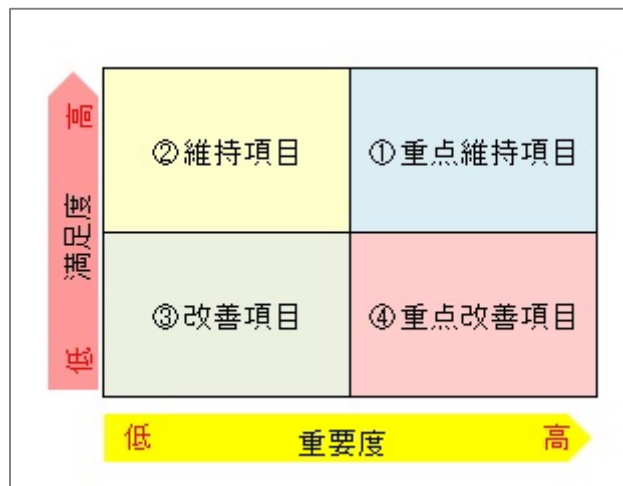 高
満足度
低
②維持項目
①重点維持項目
③改善項目
④重点改善項目
低
重要度
高